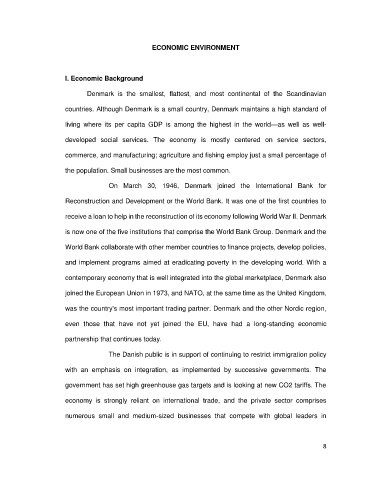 ECONOMIC ENVIRONMENT
I. Economic Background
Denmark is the smallest, flattest, and most continental of the Scandinavian
countries. Although Denmark is a small country, Denmark maintains a high standard of
living where its per capita GDP is among the highest in the world—as well as well-
developed social services. The economy is mostly centered on service sectors,
commerce, and manufacturing; agriculture and fishing employ just a small percentage of
the population. Small businesses are the most common.
On March 30, 1946, Denmark joined the International Bank for
Reconstruction and Development or the World Bank. It was one of the first countries to
receive a loan to help in the reconstruction of its economy following World War II. Denmark
is now one of the five institutions that comprise the World Bank Group. Denmark and the
World Bank collaborate with other member countries to finance projects, develop policies,
and implement programs aimed at eradicating poverty in the developing world. With a
contemporary economy that is well integrated into the global marketplace, Denmark also
joined the European Union in 1973, and NATO, at the same time as the United Kingdom,
was the country's most important trading partner. Denmark and the other Nordic region,
even those that have not yet joined the EU, have had a long-standing economic
partnership that continues today.
The Danish public is in support of continuing to restrict immigration policy
with an emphasis on integration, as implemented by successive governments. The
government has set high greenhouse gas targets and is looking at new CO2 tariffs. The
economy is strongly reliant on international trade, and the private sector comprises
numerous small and medium-sized businesses that compete with global leaders in
8